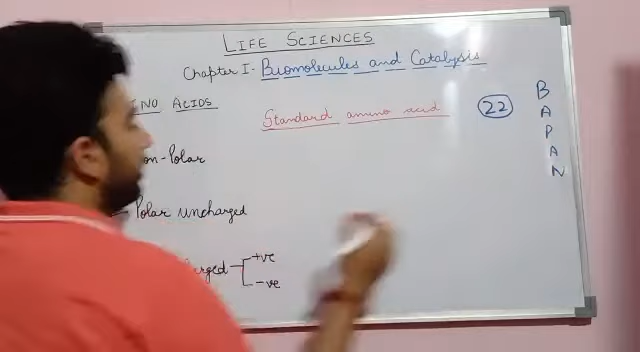 LIFE SCIENCES
Chapter I: Biomolecules and Catalysis
INO ACIDS
Standard amino acid
22
B
A
P
A
N
on-Polar
Polar uncharged
rged
+ve
-ve